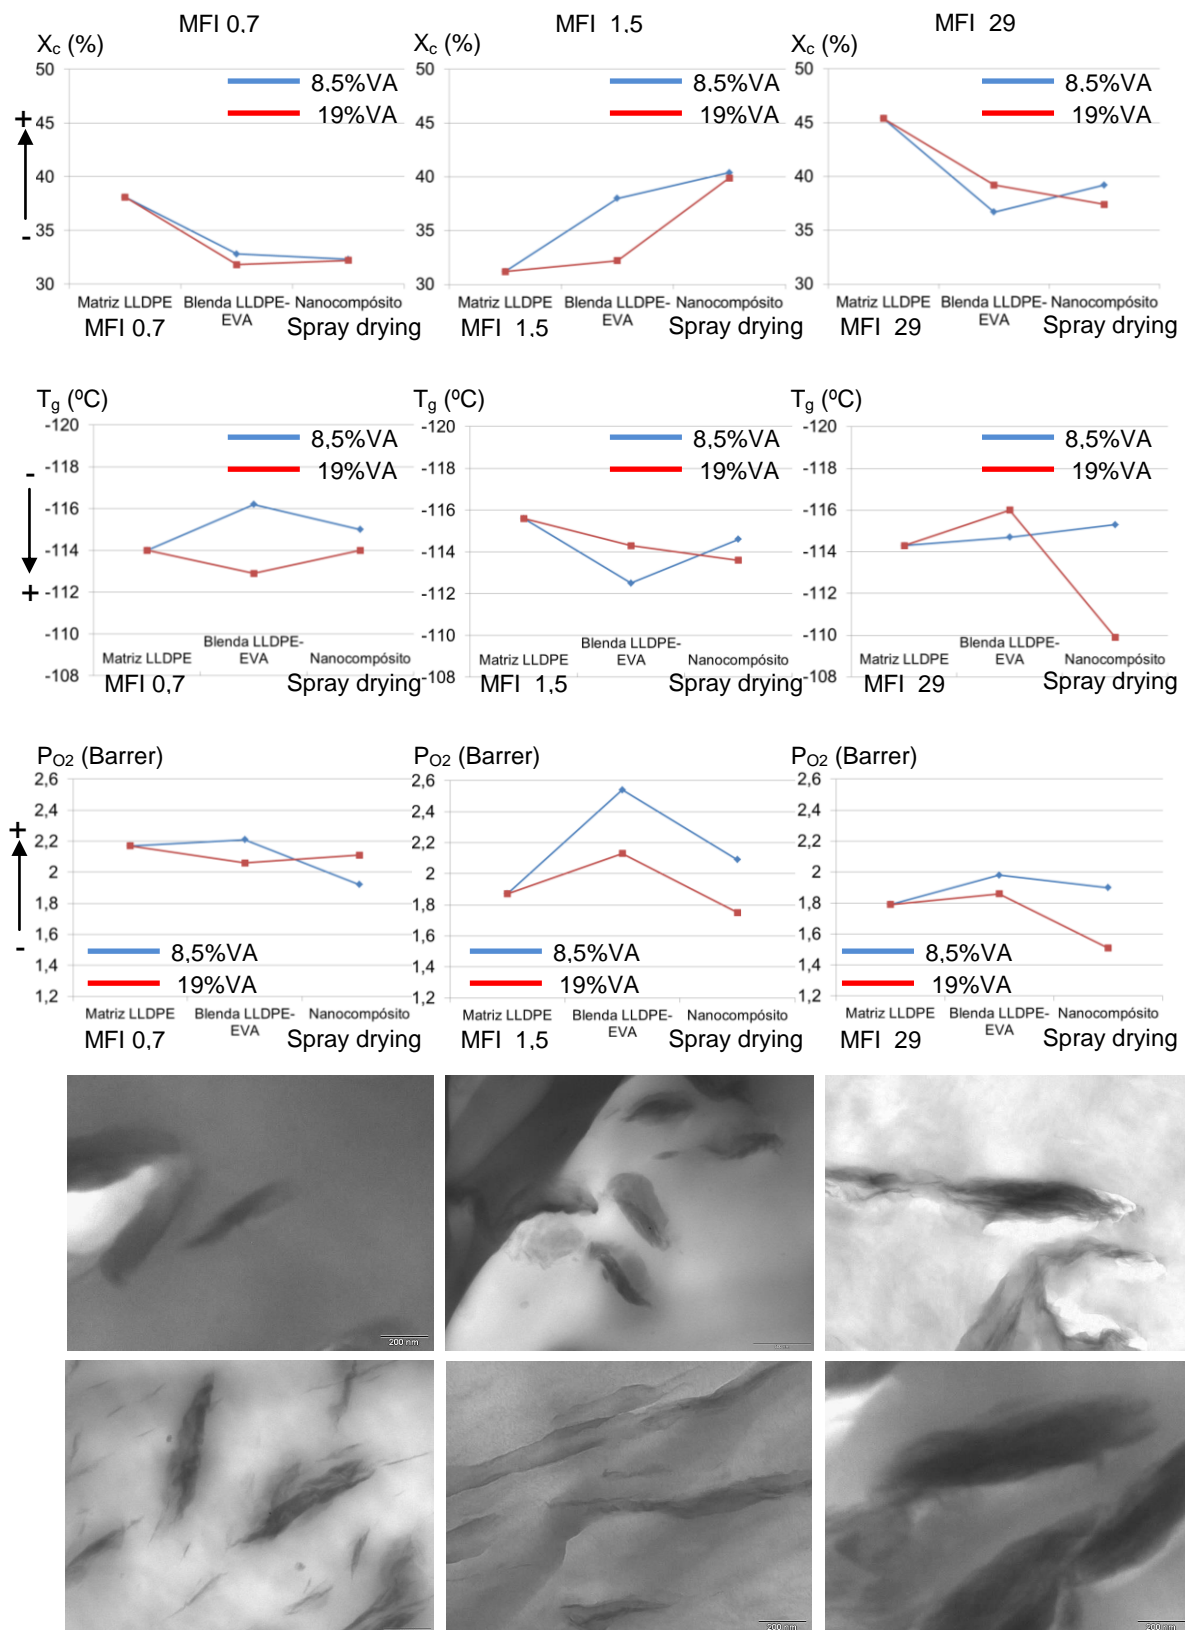 MFI 0,7 MFI 1,5 MFI 29
Xc (%) Xc (%) Xc (%)
50 50 50
8,5%VA 8,5%VA 8,5%VA
+ 45 19%VA 45 19%VA 45 19%VA
40 40 40
- 35 35 35
30 30 30
Matriz LLDPE Blenda LLDPE- Nanocompósito Matriz LLDPE Blenda LLDPE- Nanocompósito Matriz LLDPE Blenda LLDPE- Nanocompósito
EVA EVA EVA
MFI 0,7 Spray drying MFI 1,5 Spray drying MFI 29 Spray drying
Tg (ºC) Tg (ºC) Tg (ºC)
-120 -120 -120
8,5%VA 8,5%VA 8,5%VA
- -118 19%VA -118 19%VA -118 19%VA
-116 -116 -116
-114 -114 -114
+ -112 -112 -112
-110 -110 -110
Blenda LLDPE- Blenda LLDPE- Blenda LLDPE-
Matriz LLDPE EVA Nanocompósito Matriz LLDPE EVA Nanocompósito Matriz LLDPE EVA Nanocompósito
-108 -108 -108
MFI 0,7 Spray drying MFI 1,5 Spray drying MFI 29 Spray drying
PO2 (Barrer) PO2 (Barrer) PO2 (Barrer)
2,6 2,6 2,6
2,4 2,4 2,4
+ 2,2 2,2 2,2
2 2 2
1,8 1,8 1,8
1,6 1,6 1,6
- 8,5%VA 8,5%VA 8,5%VA
1,4 1,4 1,4
19%VA 19%VA 19%VA
1,2 1,2 1,2
Matriz LLDPE Blenda LLDPE- Nanocompósito Matriz LLDPE Blenda LLDPE- Nanocompósito Matriz LLDPE Blenda LLDPE- Nanocompósito
EVA EVA EVA
MFI 0,7 Spray drying MFI 1,5 Spray drying MFI 29 Spray drying
200 nm
200 nm 200 nm